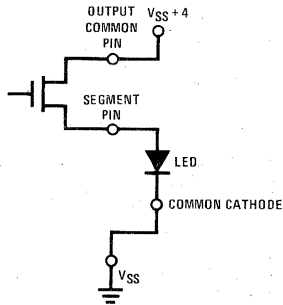 OUTPUT
COMMON
PIN
VSS + 4
SEGMENT
PIN
LED
COMMON CATHODE
VSS